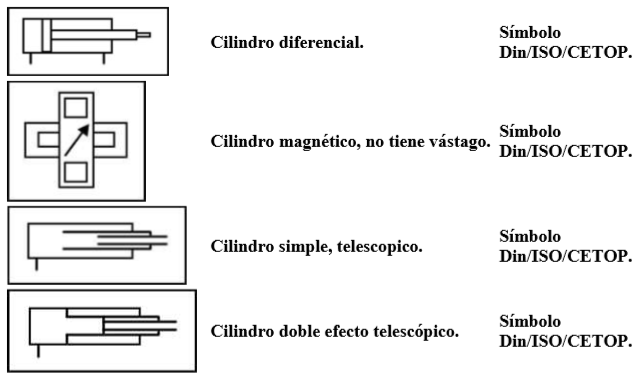 Cilindro diferencial.
Símbolo
Din/ISO/CETOP.
Cilindro magnético, no tiene vástago.
Símbolo
Din/ISO/CETOP.
Cilindro simple, telescopico.
Símbolo
Din/ISO/CETOP.
Cilindro doble efecto telescópico.
Símbolo
Din/ISO/CETOP.